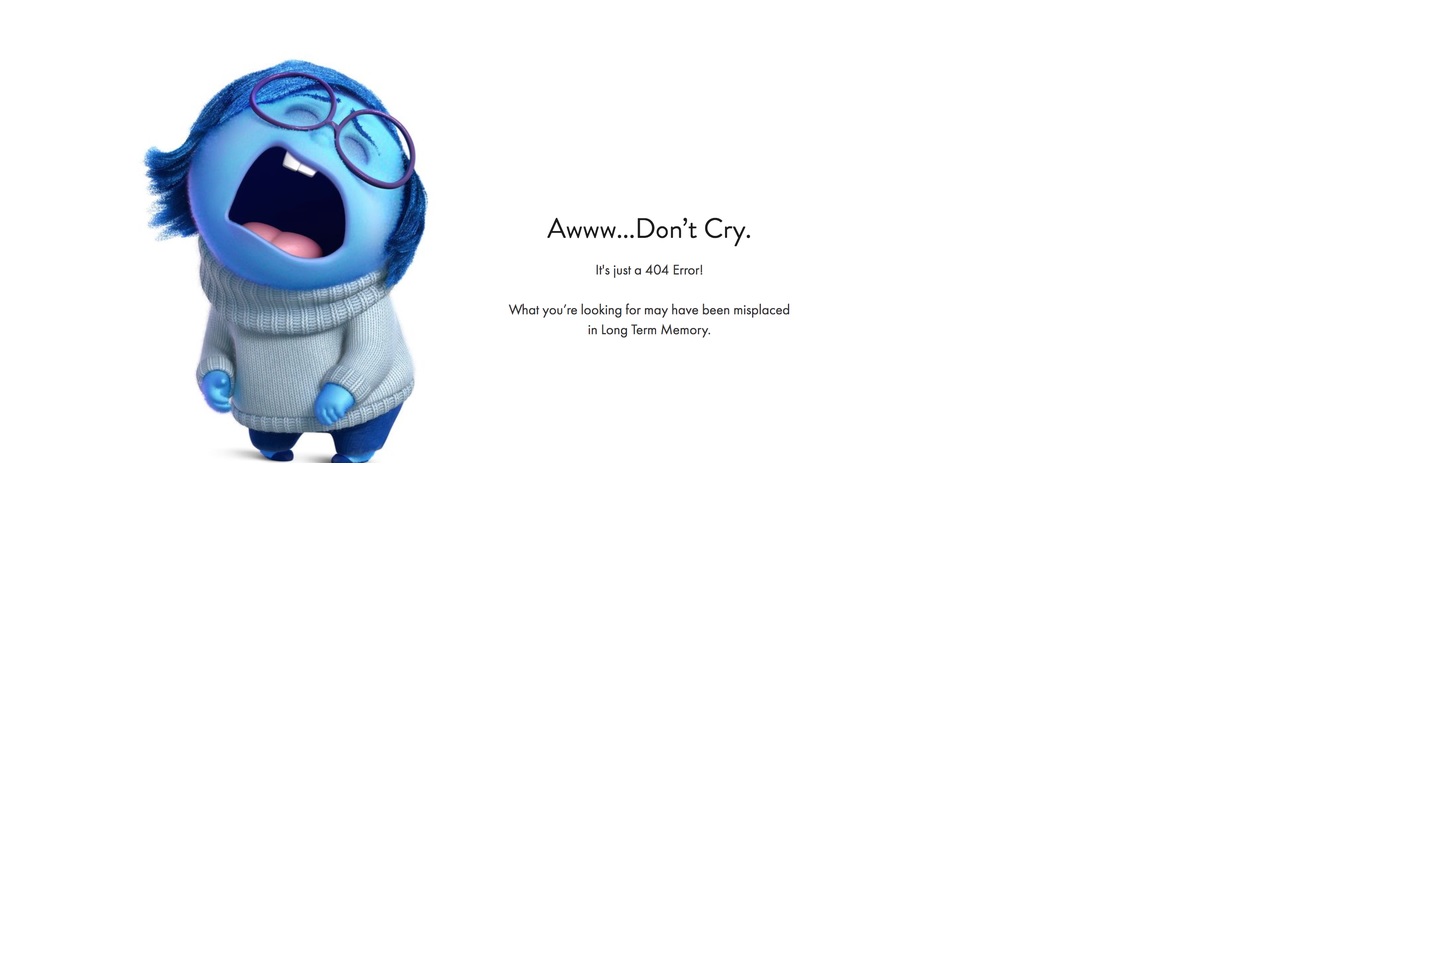 Awww...Don’t Cry.
It's just a 404 Error!
What you’re looking for may have been misplaced
in Long Term Memory.